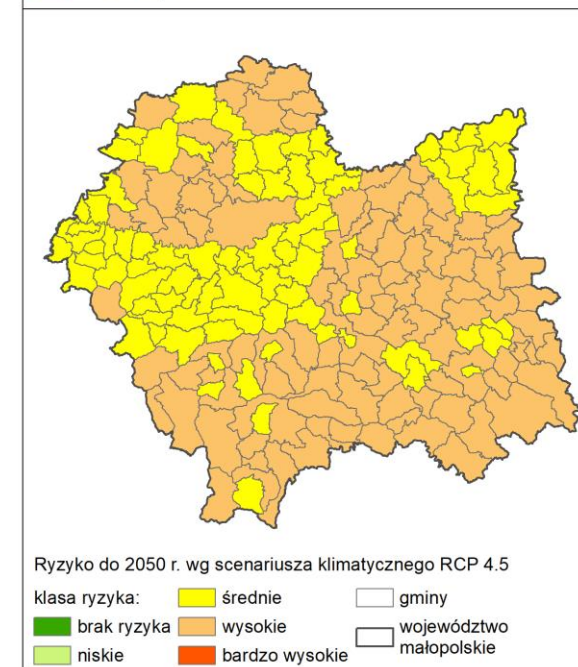 Ryzyko do 2050 r. wg scenariusza klimatycznego RCP 4.5
klasa ryzyka:
brak ryzyka
niskie
średnie
wysokie
bardzo wysokie
gminy
województwo
małopolskie